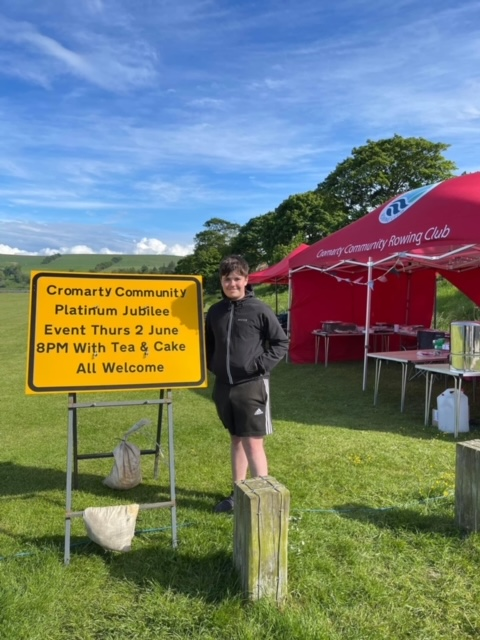 Cromarty Community Rowing Club
Cromarty Community
Platinum Jubilee
Event Thurs 2 June
8PM With Tea & Cake
All Welcome